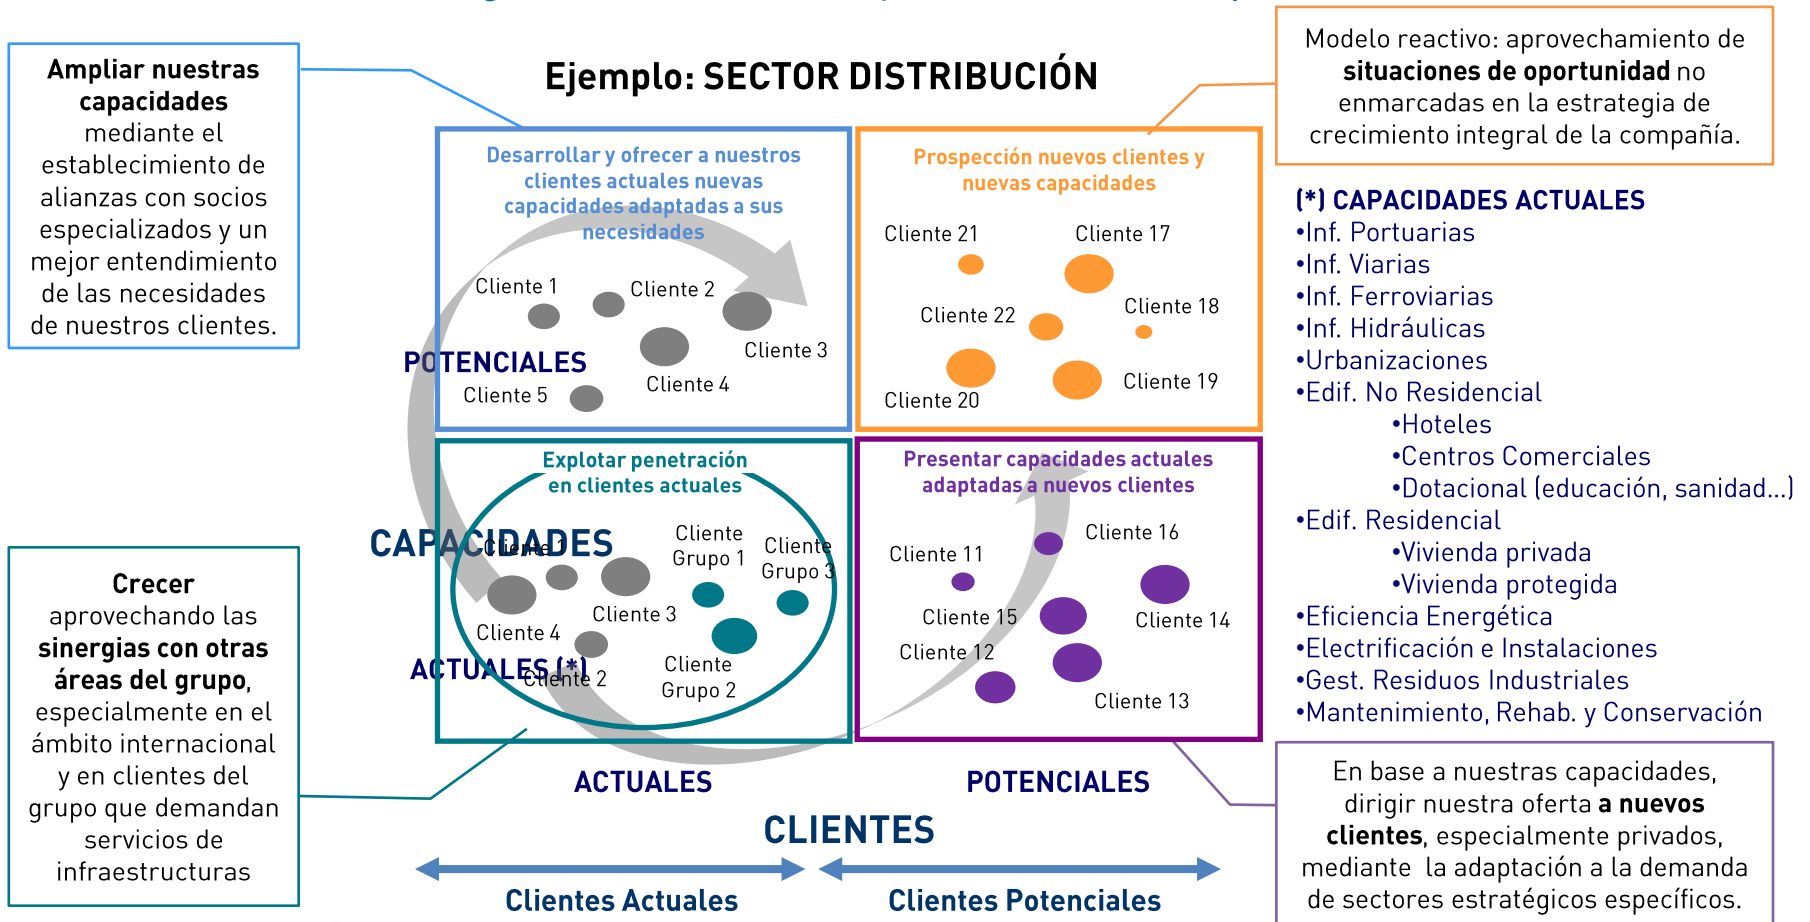 Ejemplo: SECTOR DISTRIBUCIÓN
Ampliar nuestras
capacidades
mediante el
establecimiento de
alianzas con socios
especializados y un
mejor entendimiento
de las necesidades
de nuestros clientes.
Modelo reactivo: aprovechamiento de
situaciones de oportunidad no
enmarcadas en la estrategia de
crecimiento integral de la compañía.
Desarrollar y ofrecer a nuestros
clientes actuales nuevas
capacidades adaptadas a sus
necesidades
Cliente 1
Cliente 2
Cliente 3
Cliente 4
Cliente 5
POTENCIALES
Prospección nuevos clientes y
nuevas capacidades
Cliente 21
Cliente 17
Cliente 18
Cliente 22
Cliente 19
Cliente 20
(*) CAPACIDADES ACTUALES
•Inf. Portuarias
•Inf. Viarias
•Inf. Ferroviarias
•Inf. Hidráulicas
•Urbanizaciones
•Edif. No Residencial
•Hoteles
•Centros Comerciales
•Dotacional (educación, sanidad...)
•Edif. Residencial
•Vivienda privada
•Vivienda protegida
•Eficiencia Energética
•Electrificación e Instalaciones
•Gest. Residuos Industriales
•Mantenimiento, Rehab. y Conservación
CAPACIDADES
Explotar penetración
en clientes actuales
Cliente 1
Cliente
Grupo 1
Cliente
Grupo 3
Cliente 3
Cliente 4
Cliente
Grupo 2
ACTUALES (*)
Cliente 2
Presentar capacidades actuales
adaptadas a nuevos clientes
Cliente 16
Cliente 11
Cliente 15
Cliente 14
Cliente 12
Cliente 13
Crecer
aprovechando las
sinergias con otras
áreas del grupo,
especialmente en el
ámbito internacional
y en clientes del
grupo que demandan
servicios de
infraestructuras
En base a nuestras capacidades,
dirigir nuestra oferta a nuevos
clientes, especialmente privados,
mediante la adaptación a la demanda
de sectores estratégicos específicos.
ACTUALES
POTENCIALES
CLIENTES
Clientes Actuales
Clientes Potenciales